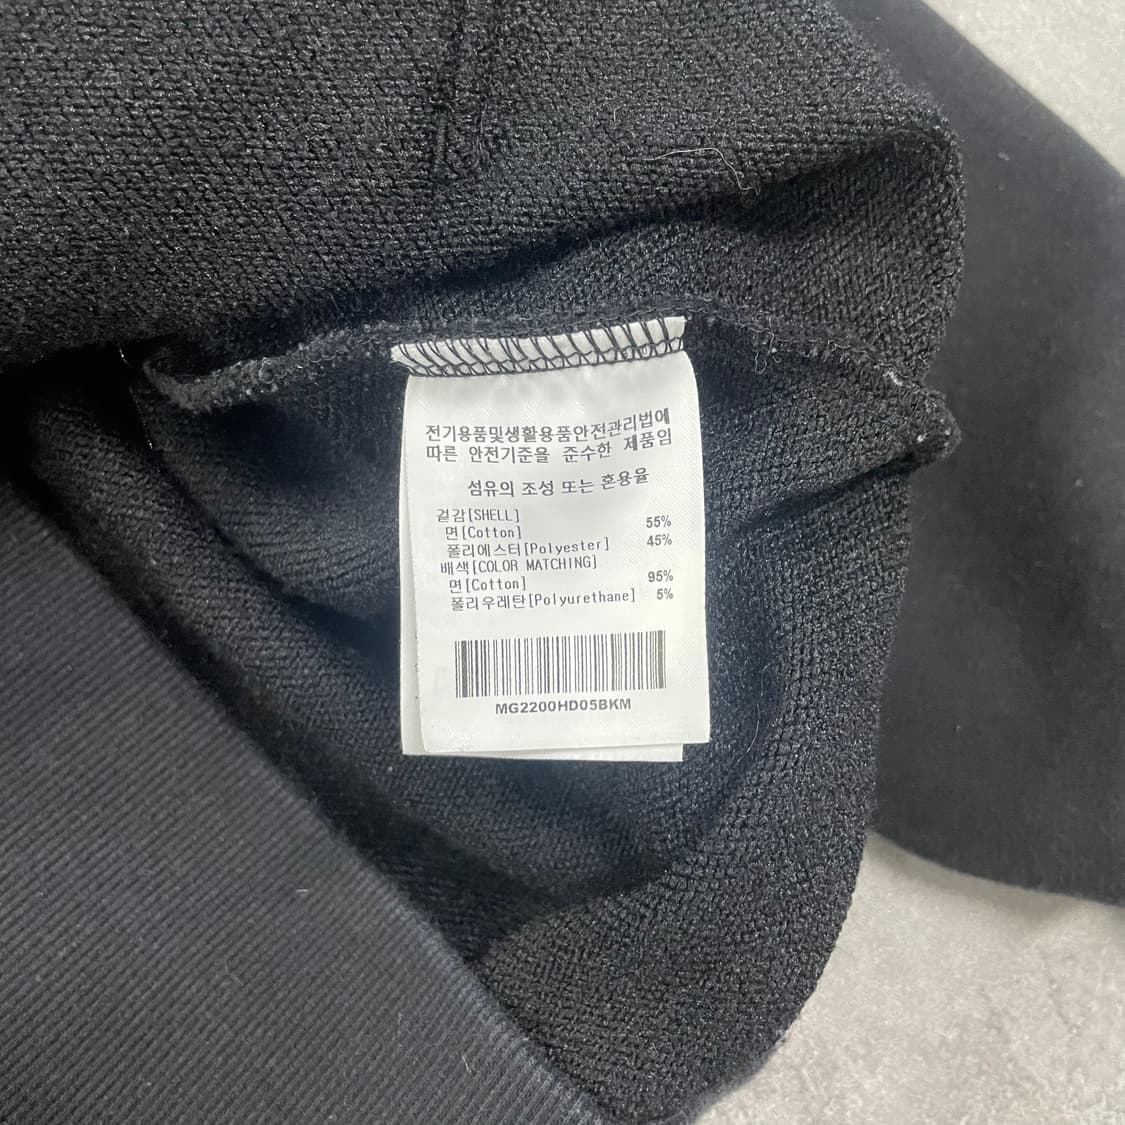 전기용품및생활용품안전관리법에
따른 안전기준을 준수한 제품임
섬유의 조성 또는 혼용율
겉감[SHELL]
면[Cotton] 55%
폴리에스터[Polyester] 45%
배색[COLOR MATCHING]
면[Cotton] 95%
폴리우레탄[Polyurethane] 5%
MG2200HD05BKM